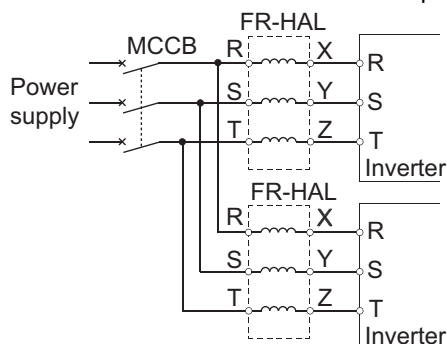 FR-HAL
MCCB
R X R
Power supply
S Y S
T Z T
Inverter
FR-HAL
R X R
S Y S
T Z T
Inverter